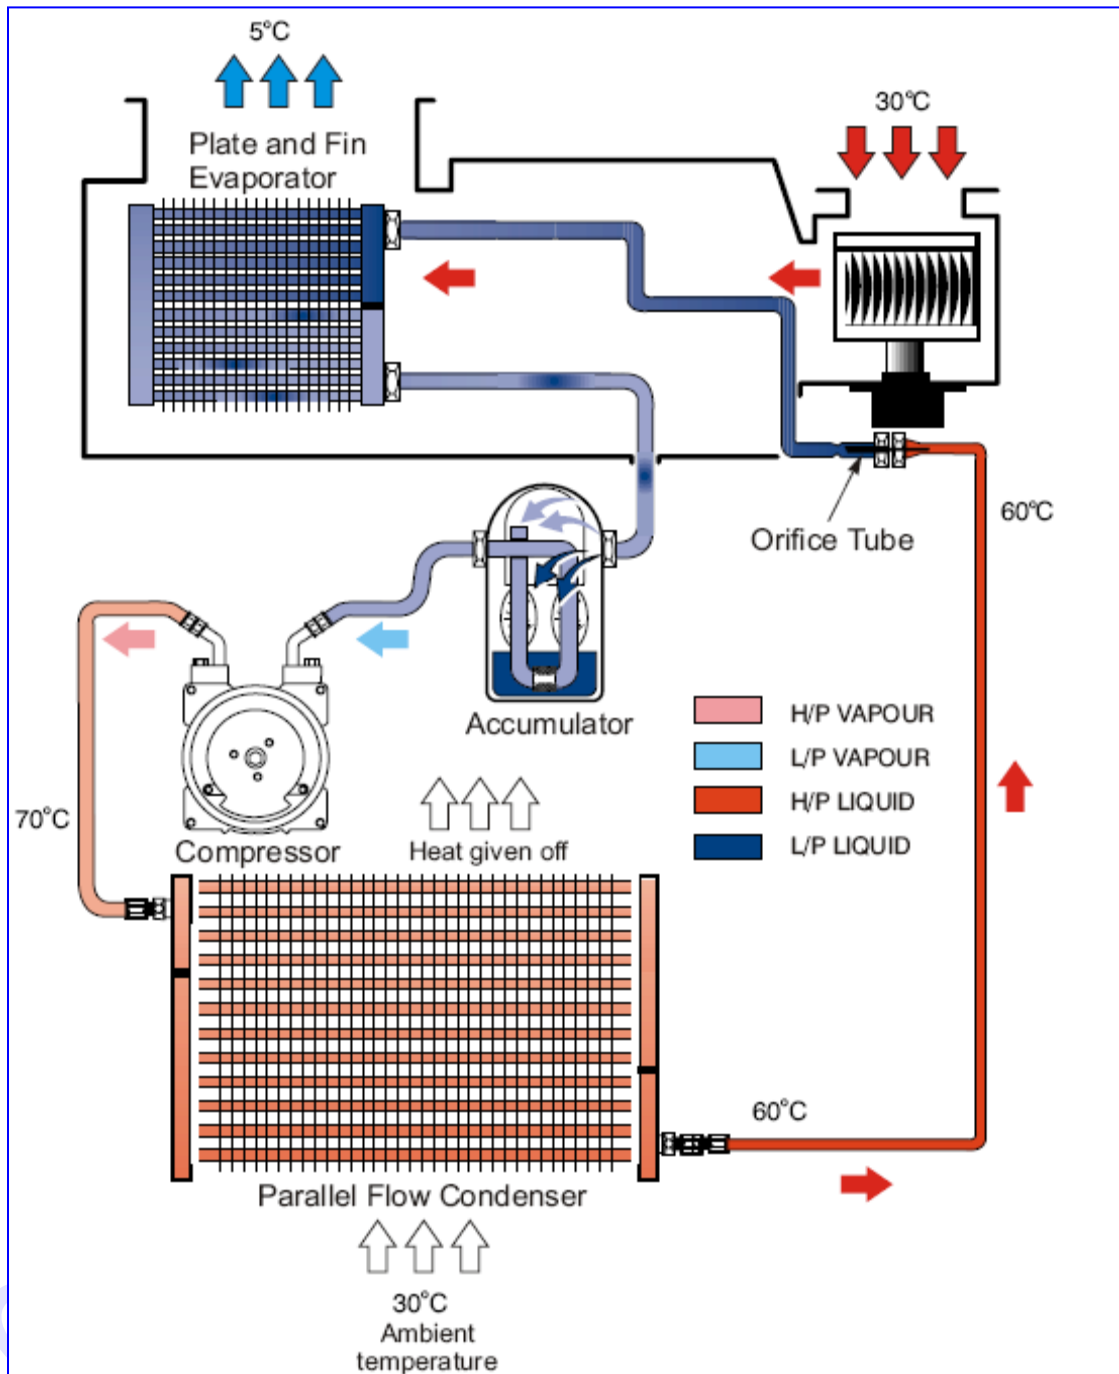 5°C
30°C
Plate and Fin
Evaporator
60°C
Orifice Tube
Accumulator
H/P VAPOUR
L/P VAPOUR
H/P LIQUID
L/P LIQUID
70°C
Compressor
Heat given off
60°C
Parallel Flow Condenser
30°C
Ambient
temperature